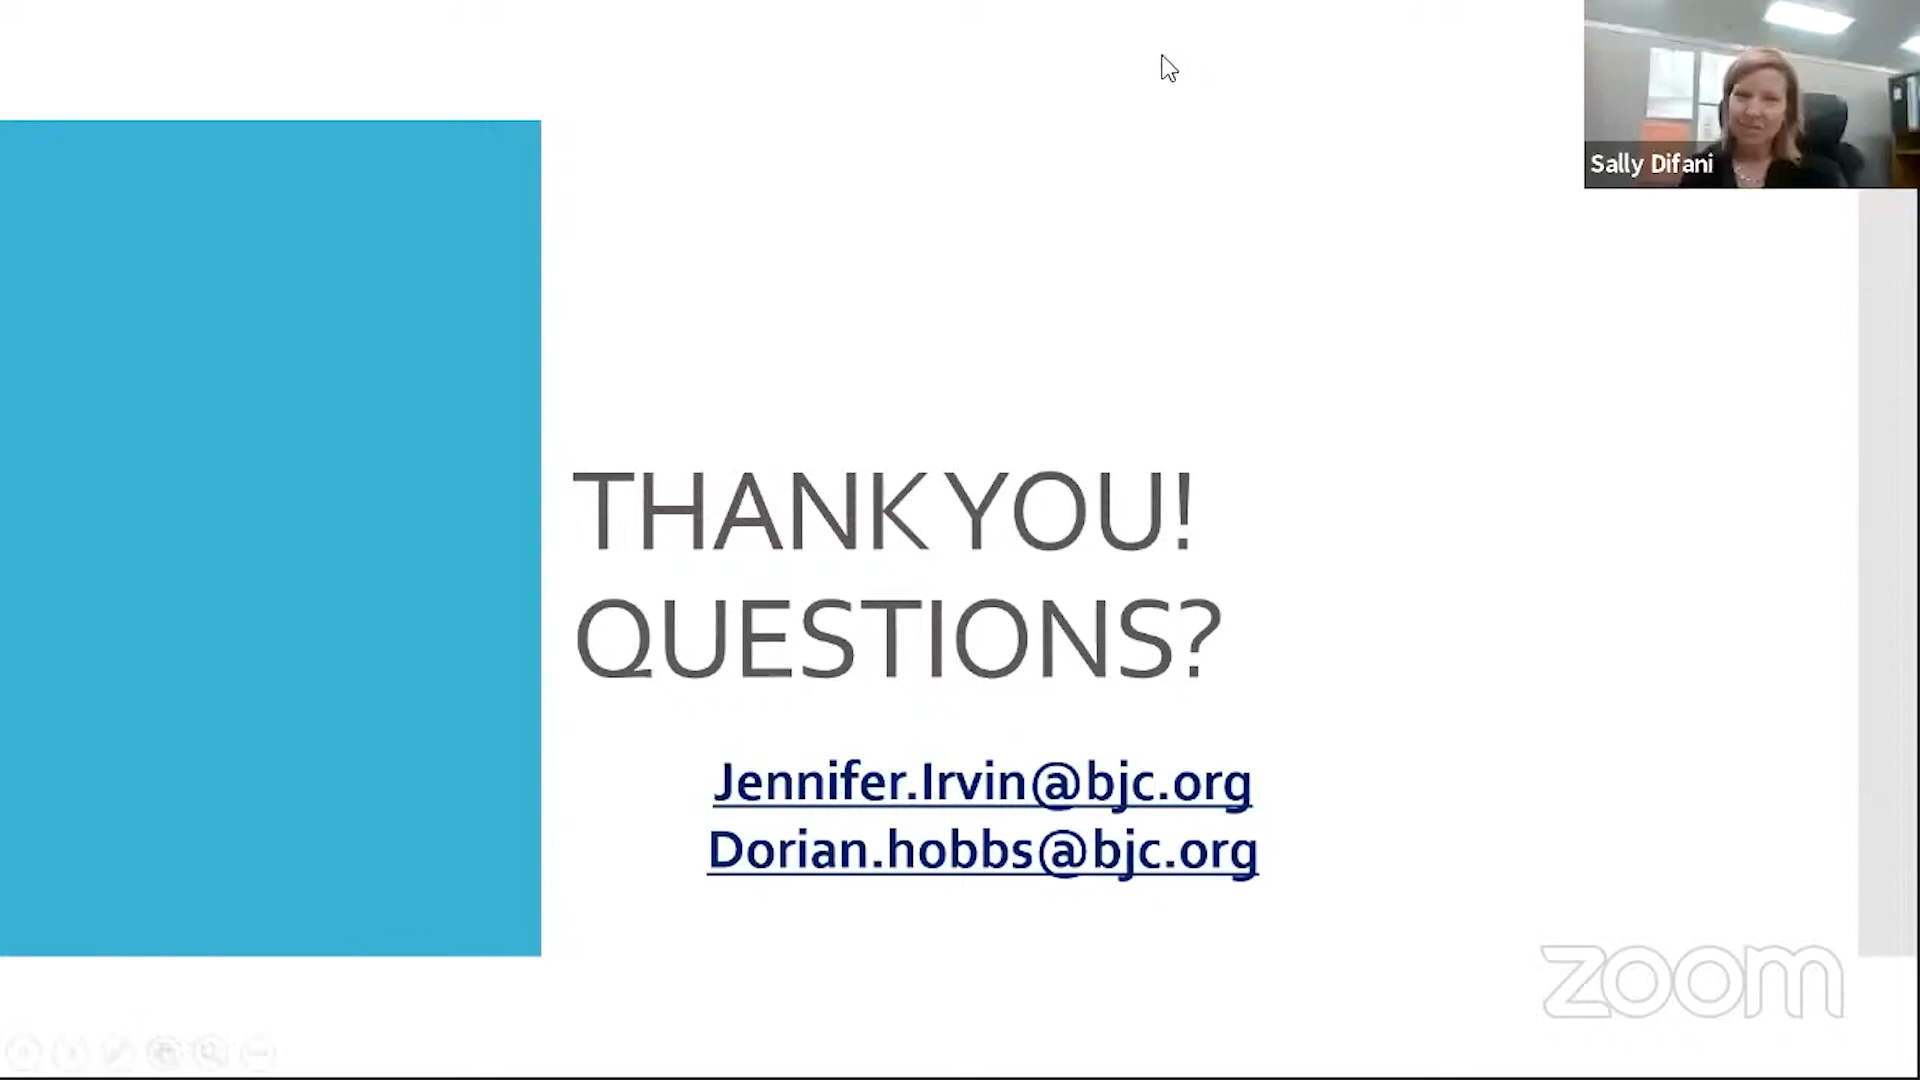 Sally Difani
THANK YOU!
QUESTIONS?
Jennifer.Irvin@bjc.org
Dorian.hobbs@bjc.org
zoom